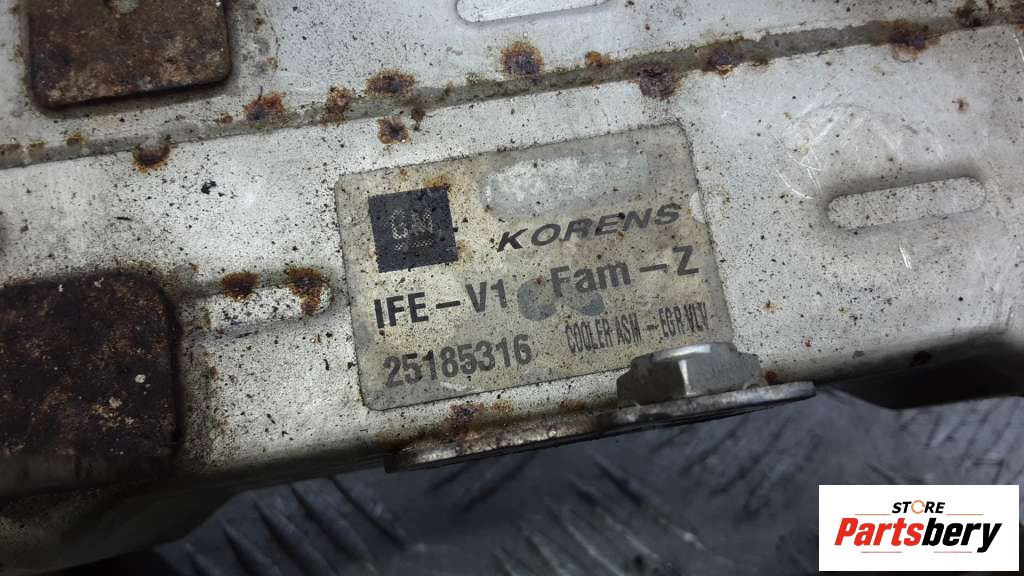 GM
KORENS
IFE-V1 Fam-Z
25185316 COOLER ASM-EGR VLV
STORE
Partsbery